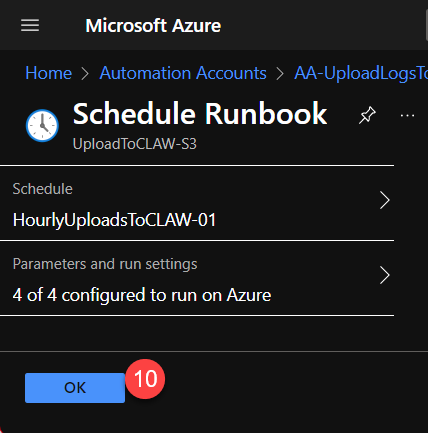 Microsoft Azure
Home > Automation Accounts > AA-UploadLogsTo
Schedule Runbook
UploadToCLAW-S3
...
Schedule
HourlyUploadsToCLAW-01
Parameters and run settings
4 of 4 configured to run on Azure
OK
10